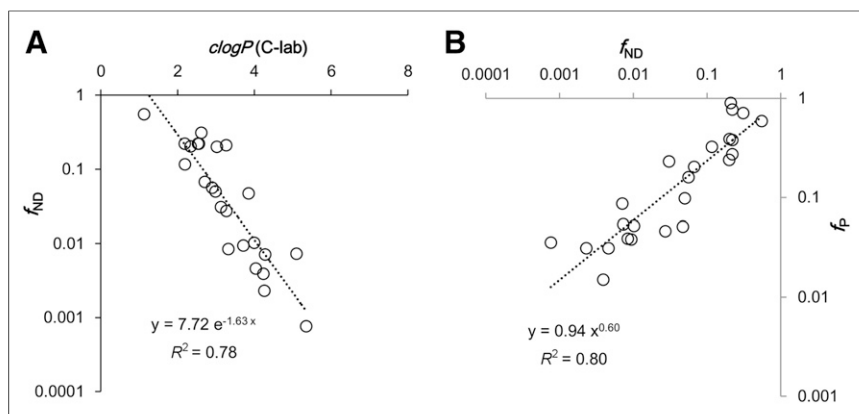 A
clogP (C-lab)
0 2 4 6 8
1
0.1
0.01
0.001
0.0001
fND
y = 7.72 e-1.63 x
R2 = 0.78
B
fND
0.0001 0.001 0.01 0.1 1
1
0.1
0.01
0.001
fP
y = 0.94 x0.60
R2 = 0.80